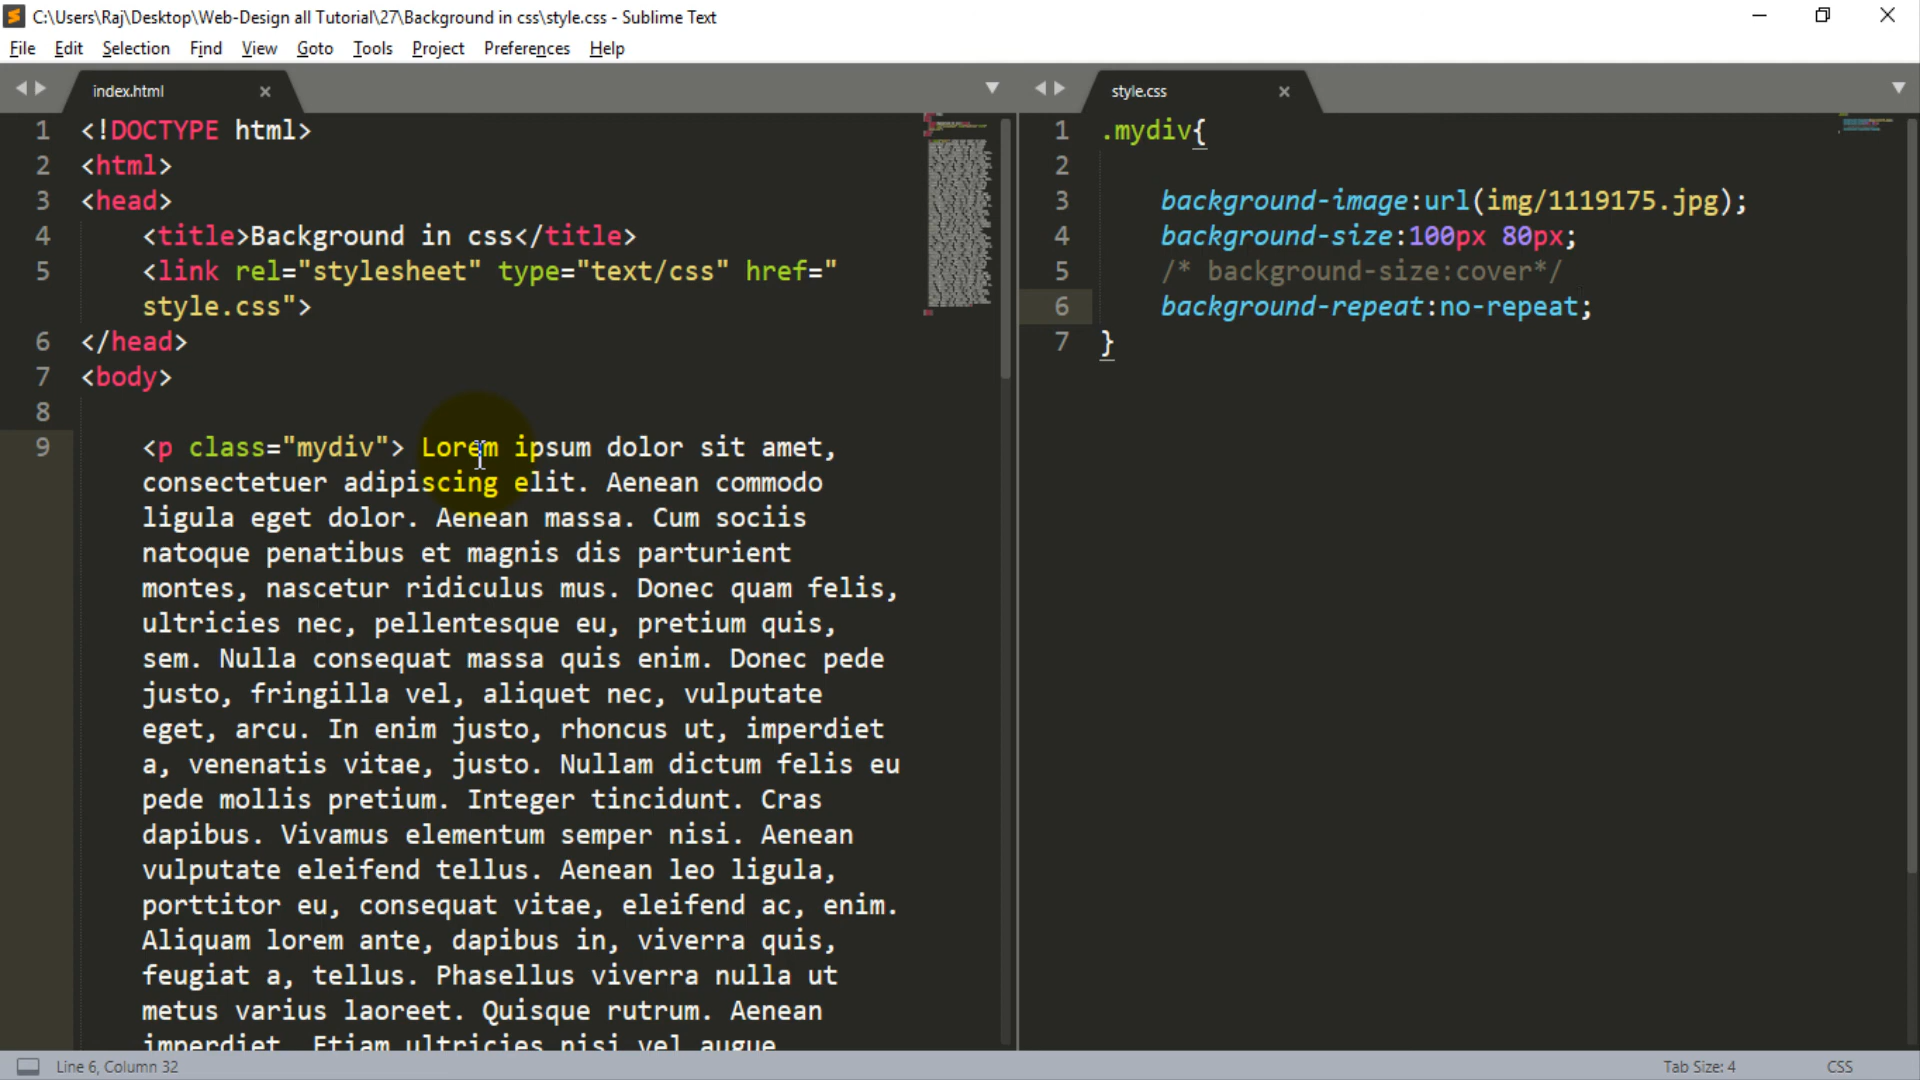 C:\Users\Raj\Desktop\Web-Design all Tutorial\27\Background in css\style.css - Sublime Text
File Edit Selection Find View Goto Tools Project Preferences Help
index.html
1 <!DOCTYPE html>
2 <html>
3 <head>
4 <title>Background in css</title>
5 <link rel="stylesheet" type="text/css" href="
style.css">
6 </head>
7 <body>
8
9 <p class="mydiv"> Lorem ipsum dolor sit amet,
consectetuer adipiscing elit. Aenean commodo
ligula eget dolor. Aenean massa. Cum sociis
natoque penatibus et magnis dis parturient
montes, nascetur ridiculus mus. Donec quam felis,
ultricies nec, pellentesque eu, pretium quis,
sem. Nulla consequat massa quis enim. Donec pede
justo, fringilla vel, aliquet nec, vulputate
eget, arcu. In enim justo, rhoncus ut, imperdiet
a, venenatis vitae, justo. Nullam dictum felis eu
pede mollis pretium. Integer tincidunt. Cras
dapibus. Vivamus elementum semper nisi. Aenean
vulputate eleifend tellus. Aenean leo ligula,
porttitor eu, consequat vitae, eleifend ac, enim.
Aliquam lorem ante, dapibus in, viverra quis,
feugiat a, tellus. Phasellus viverra nulla ut
metus varius laoreet. Quisque rutrum. Aenean
imperdiet. Etiam ultricies nisi vel augue
style.css
1 .mydiv{
2
3 background-image:url(img/1119175.jpg);
4 background-size:100px 80px;
5 /* background-size:cover*/
6 background-repeat:no-repeat;
7 }
Line 6, Column 32
Tab Size: 4
CSS